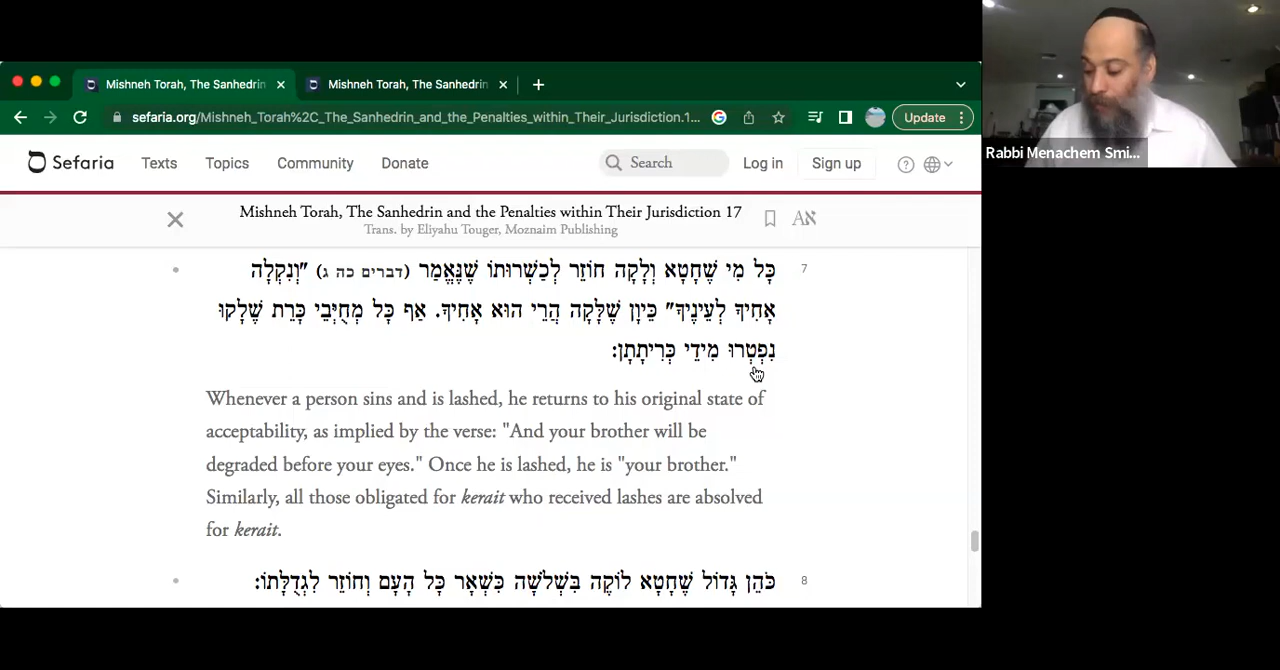 Mishneh Torah, The Sanhedrin
Mishneh Torah, The Sanhedrin
sefaria.org/Mishneh_Torah%2C_The_Sanhedrin_and_the_Penalties_within_Their_Jurisdiction.1...
Update
Sefaria
Texts
Topics
Community
Donate
Search
Log in
Sign up
Mishneh Torah, The Sanhedrin and the Penalties within Their Jurisdiction 17
Trans. by Eliyahu Touger, Moznaim Publishing
Rabbi Menachem Smi...
7
כָּל מִי שֶׁחָטָא וְלָקָה חוֹזֵר לְכַשְׁרוּתוֹ שֶׁנֶּאֱמַר (דברים כה ג) "וְנִקְלָה
אָחִיךָ לְעֵינֶיךָ" כֵּיוָן שֶׁלָּקָה הֲרֵי הוּא אָחִיךָ. אַף כָּל מְחֻיְּבֵי כָּרֵת שֶׁלָּקוּ
נִפְטְרוּ מִידֵי כְּרִיתָתָן:
Whenever a person sins and is lashed, he returns to his original state of
acceptability, as implied by the verse: "And your brother will be
degraded before your eyes." Once he is lashed, he is "your brother."
Similarly, all those obligated for kerait who received lashes are absolved
for kerait.
8
כֹּהֵן גָּדוֹל שֶׁחָטָא לוֹקֶה בִּשְׁלֹשָׁה כִּשְׁאָר כָּל הָעָם וְחוֹזֵר לִגְדֻלָּתוֹ: